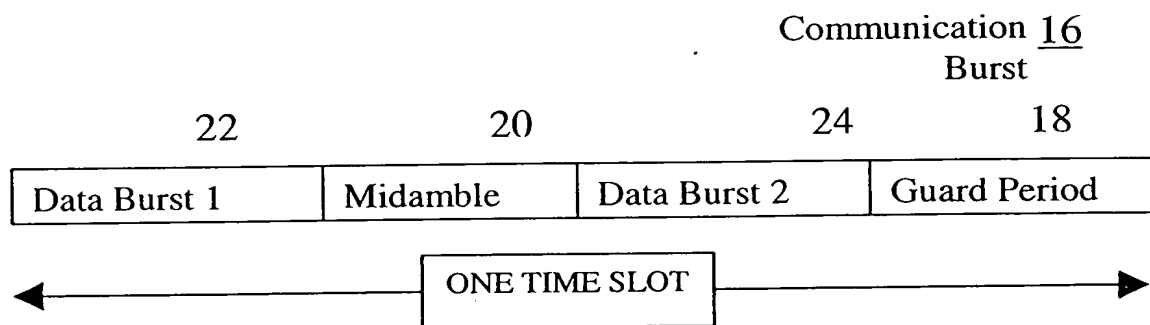 Communication 16
Burst
22 20 24 18
Data Burst 1 Midamble Data Burst 2 Guard Period
ONE TIME SLOT